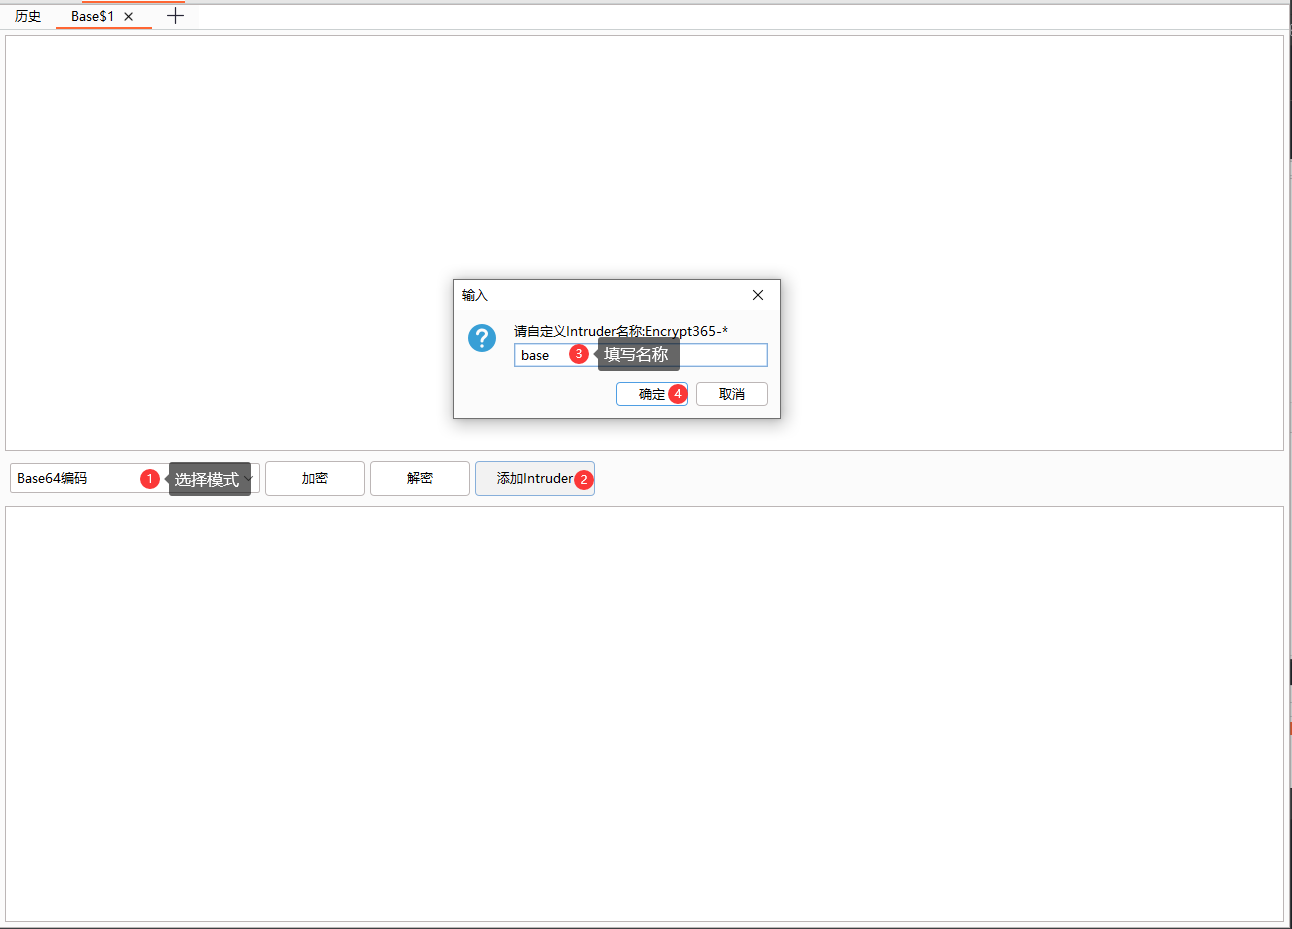 历史 Base$1
输入
请自定义Intruder名称:Encrypt365-*
base 3 填写名称
确定 4 取消
Base64编码 1 选择模式 加密 解密 添加Intruder 2